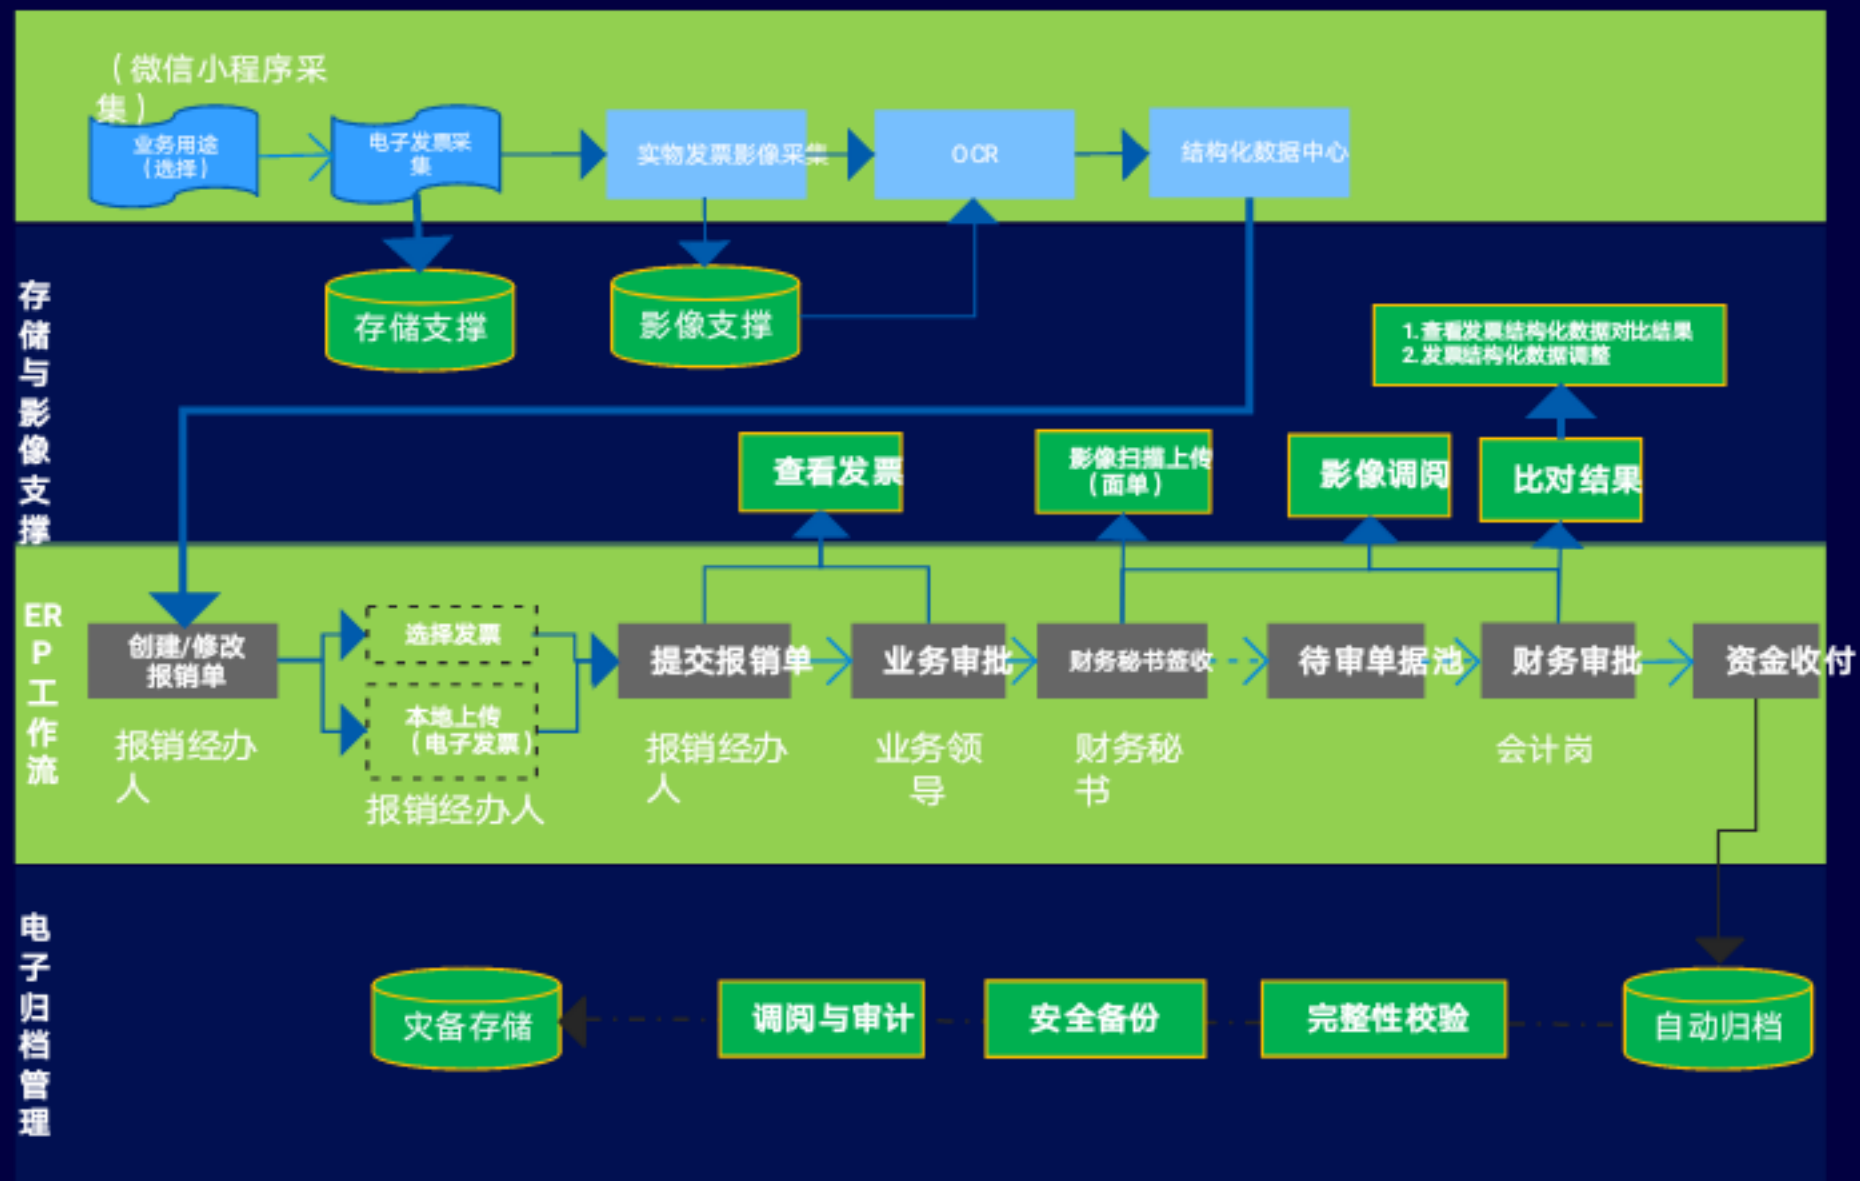 （微信小程序采
集）
业务用途
（选择）
电子发票采
集
实物发票影像采集
OCR
结构化数据中心
存
储
与
影
像
支
撑
存储支撑
影像支撑
1.查看发票结构化数据对比结果
2.发票结构化数据调整
查看发票
影像扫描上传
（面单）
影像调阅
比对结果
ER
P
工
作
流
创建/修改
报销单
选择发票
本地上传
（电子发票）
提交报销单
业务审批
财务秘书签收
待审单据池
财务审批
资金收付
报销经办
人
报销经办人
报销经办
人
业务领
导
财务秘
书
会计岗
电
子
归
档
管
理
灾备存储
调阅与审计
安全备份
完整性校验
自动归档